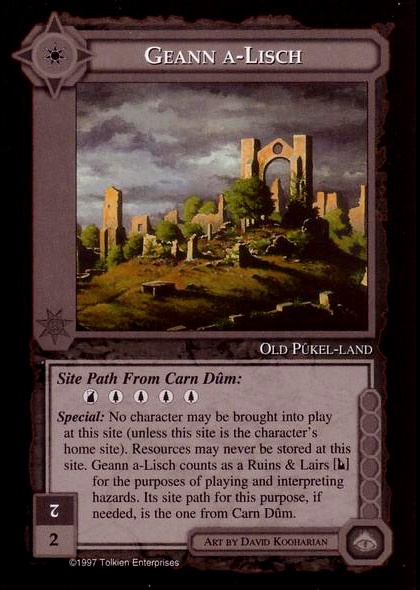 Geann a-Lisch
Old Pûkel-land
Site Path From Carn Dûm:
Special: No character may be brought into play
at this site (unless this site is the character's
home site). Resources may never be stored at this
site. Geann a-Lisch counts as a Ruins & Lairs [ ]
for the purposes of playing and interpreting
hazards. Its site path for this purpose, if
needed, is the one from Carn Dûm.
2
2
Art by David Kooharian
©1997 Tolkien Enterprises